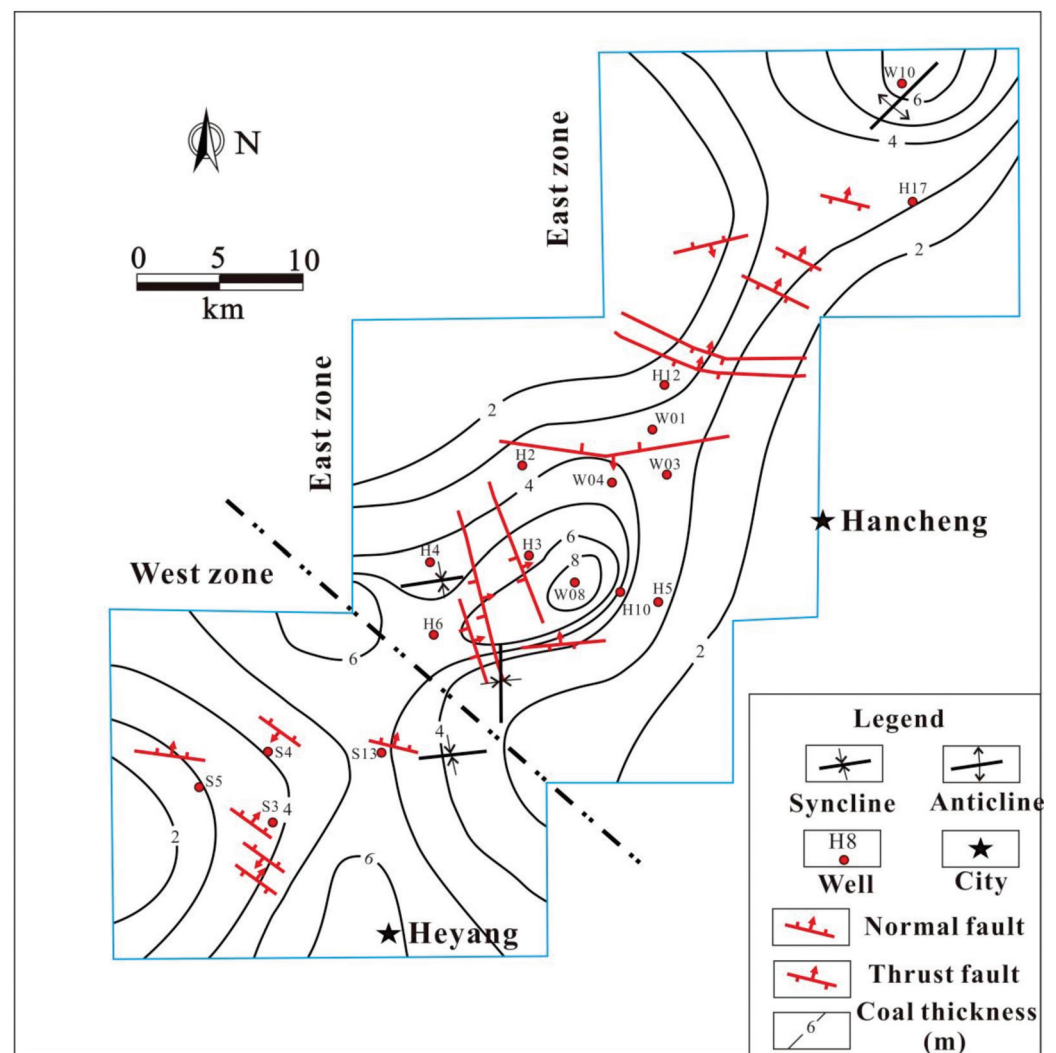 W10
6
N
East zone
4
H17
0 5 10
km
2
H12
2
W01
East zone
H2
W03
4
W04
Hancheng
H4
H3
6
8
West zone
W08
H10
H5
H6
6
2
4
S4
S13
S5
S3
4
2
6
Heyang
Legend
Syncline
Anticline
H8
Well
City
Normal fault
Thrust fault
6
Coal thickness
(m)